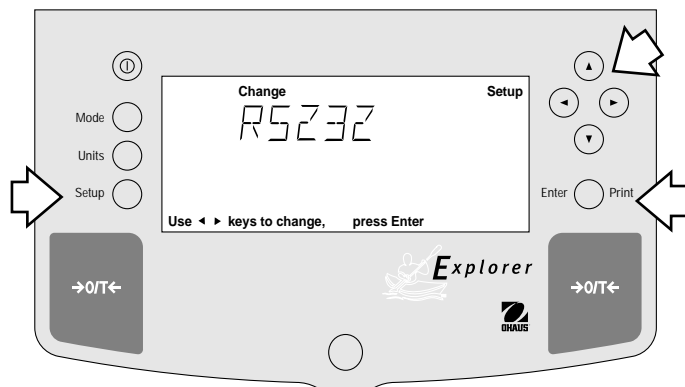 Change Setup
RS232
Mode
Units
Setup
Enter Print
Use ◄ ► keys to change, press Enter
→0/T← →0/T←
Explorer
OHAUS